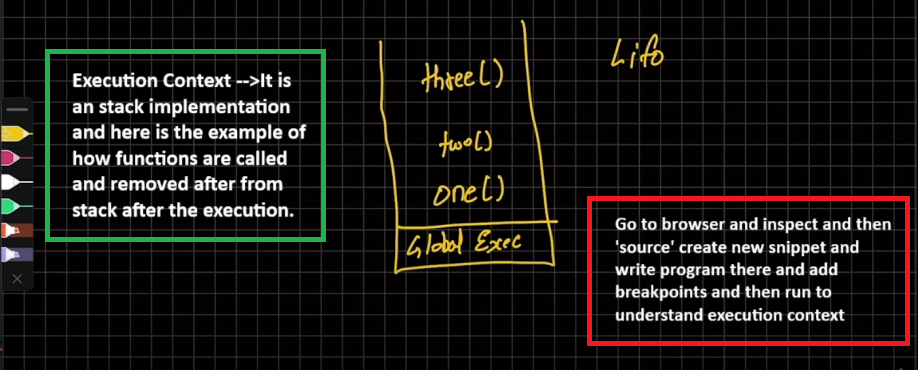 Execution Context -->It is
an stack implementation
and here is the example of
how functions are called
and removed after from
stack after the execution.
three()
two()
one()
Global Exec
Lifo
Go to browser and inspect and then
'source' create new snippet and
write program there and add
breakpoints and then run to
understand execution context